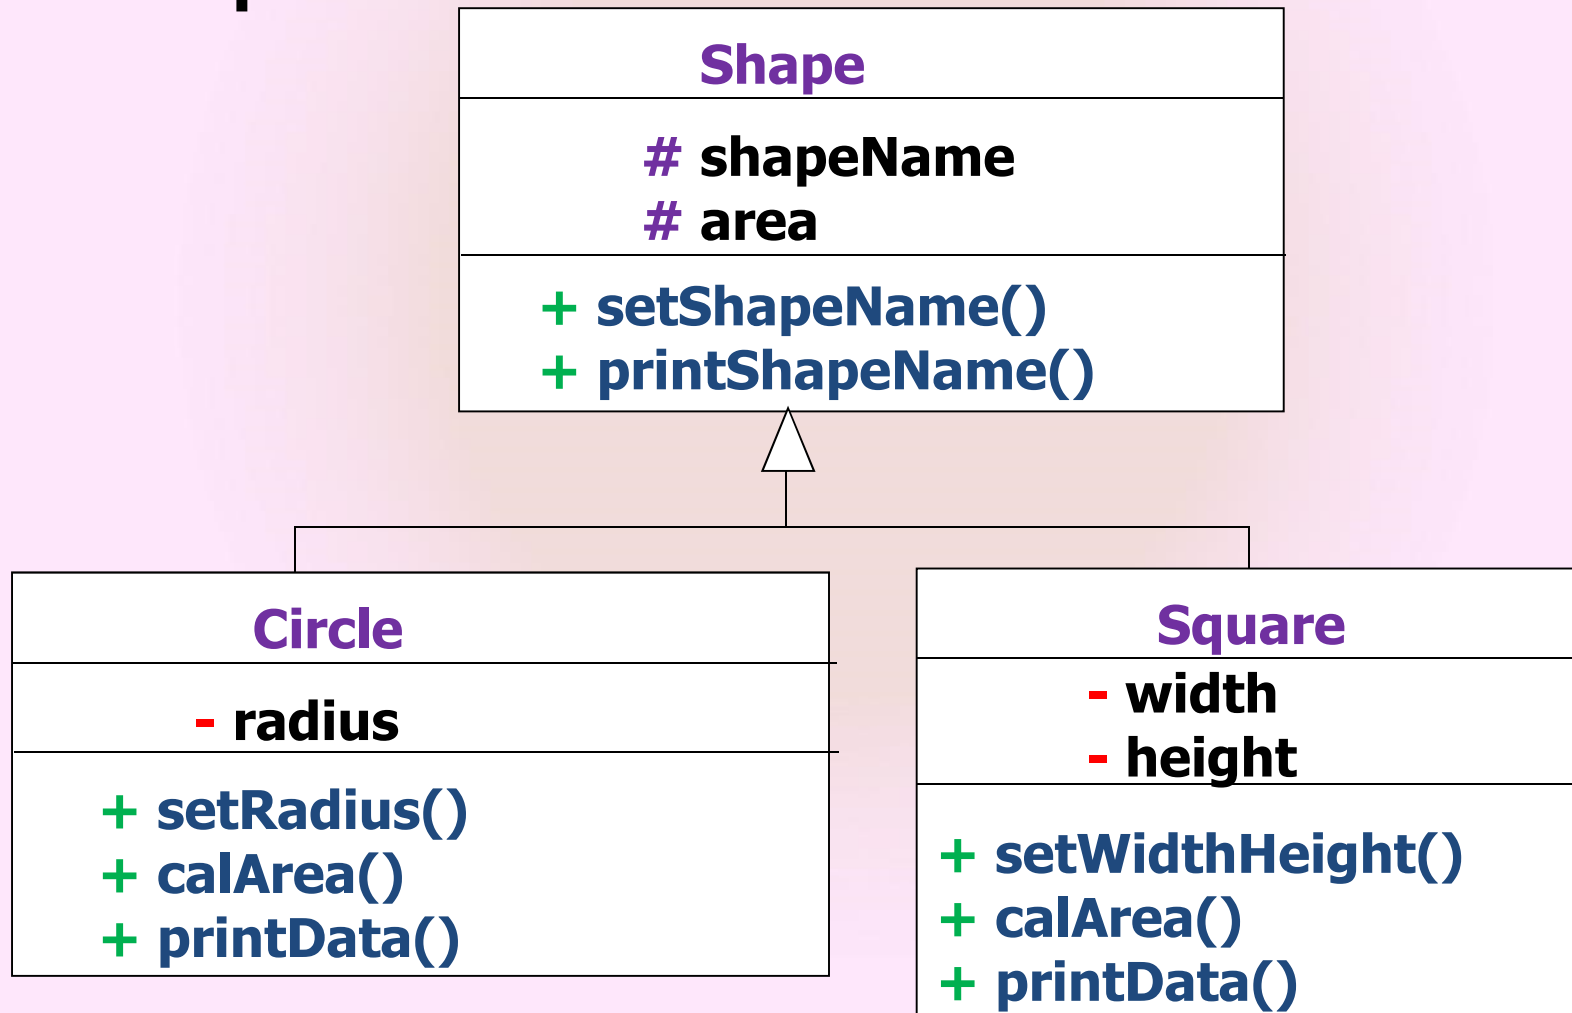 Shape
# shapeName
# area
+ setShapeName()
+ printShapeName()
Circle
- radius
+ setRadius()
+ calArea()
+ printData()
Square
- width
- height
+ setWidthHeight()
+ calArea()
+ printData()